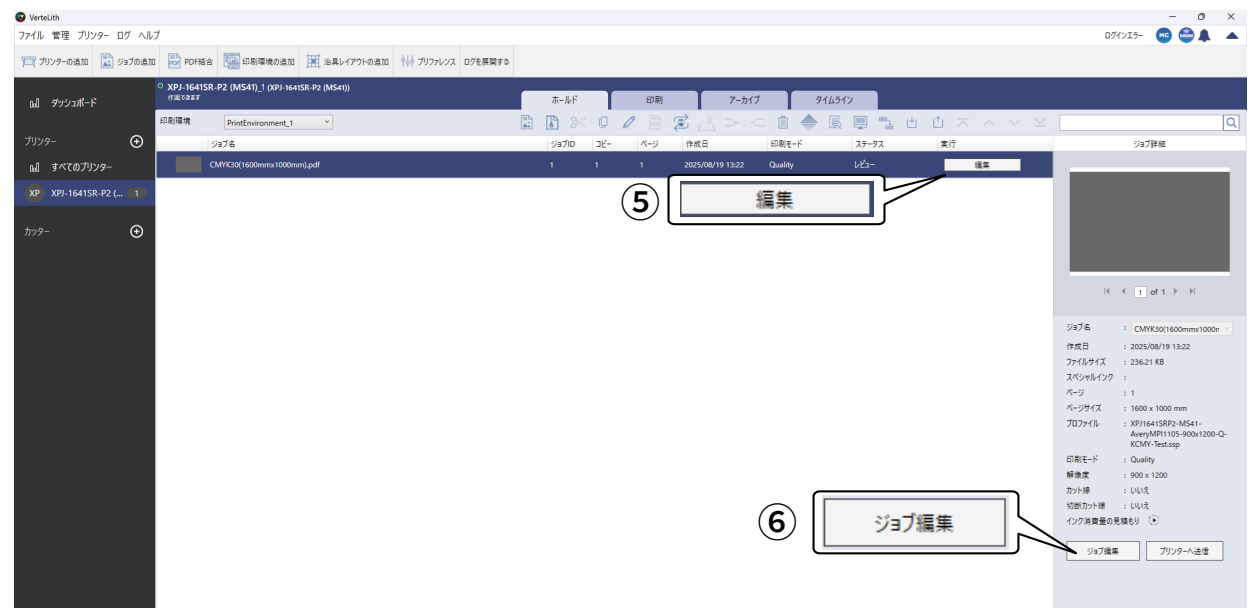 VerteLith
ファイル 管理 プリンター ログ ヘルプ
ログインエラー MC
プリンターの追加 ジョブの追加 PDF結合 印刷環境の追加 治具レイアウトの追加 プリファレンス ログを展開する
XPJ-1641SR-P2 (MS41)_1 (XPJ-1641SR-P2 (MS41))
作画できます
ホールド 印刷 アーカイブ タイムライン
ダッシュボード
印刷環境 PrintEnvironment_1
プリンター
すべてのプリンター
XP XPJ-1641SR-P2 (... 1
カッター
ジョブ名 ジョブID コピー ページ 作成日 印刷モード ステータス 実行
CMYK30(1600mmx1000mm).pdf 1 1 1 2025/08/19 13:22 Quality レビュー 編集
⑤ 編集
ジョブ詳細
1 of 1
ジョブ名 : CMYK30(1600mmx1000n
作成日 : 2025/08/19 13:22
ファイルサイズ : 236.21 KB
スペシャルインク :
ページ : 1
ページサイズ : 1600 x 1000 mm
プロファイル : XPJ1641SRP2-MS41-
AveryMPI1105-900x1200-Q-
KCMY-Test.ssp
印刷モード : Quality
解像度 : 900 x 1200
カット線 : いいえ
切断カット線 : いいえ
インク消費量の見積もり
⑥ ジョブ編集
ジョブ編集 プリンターへ送信